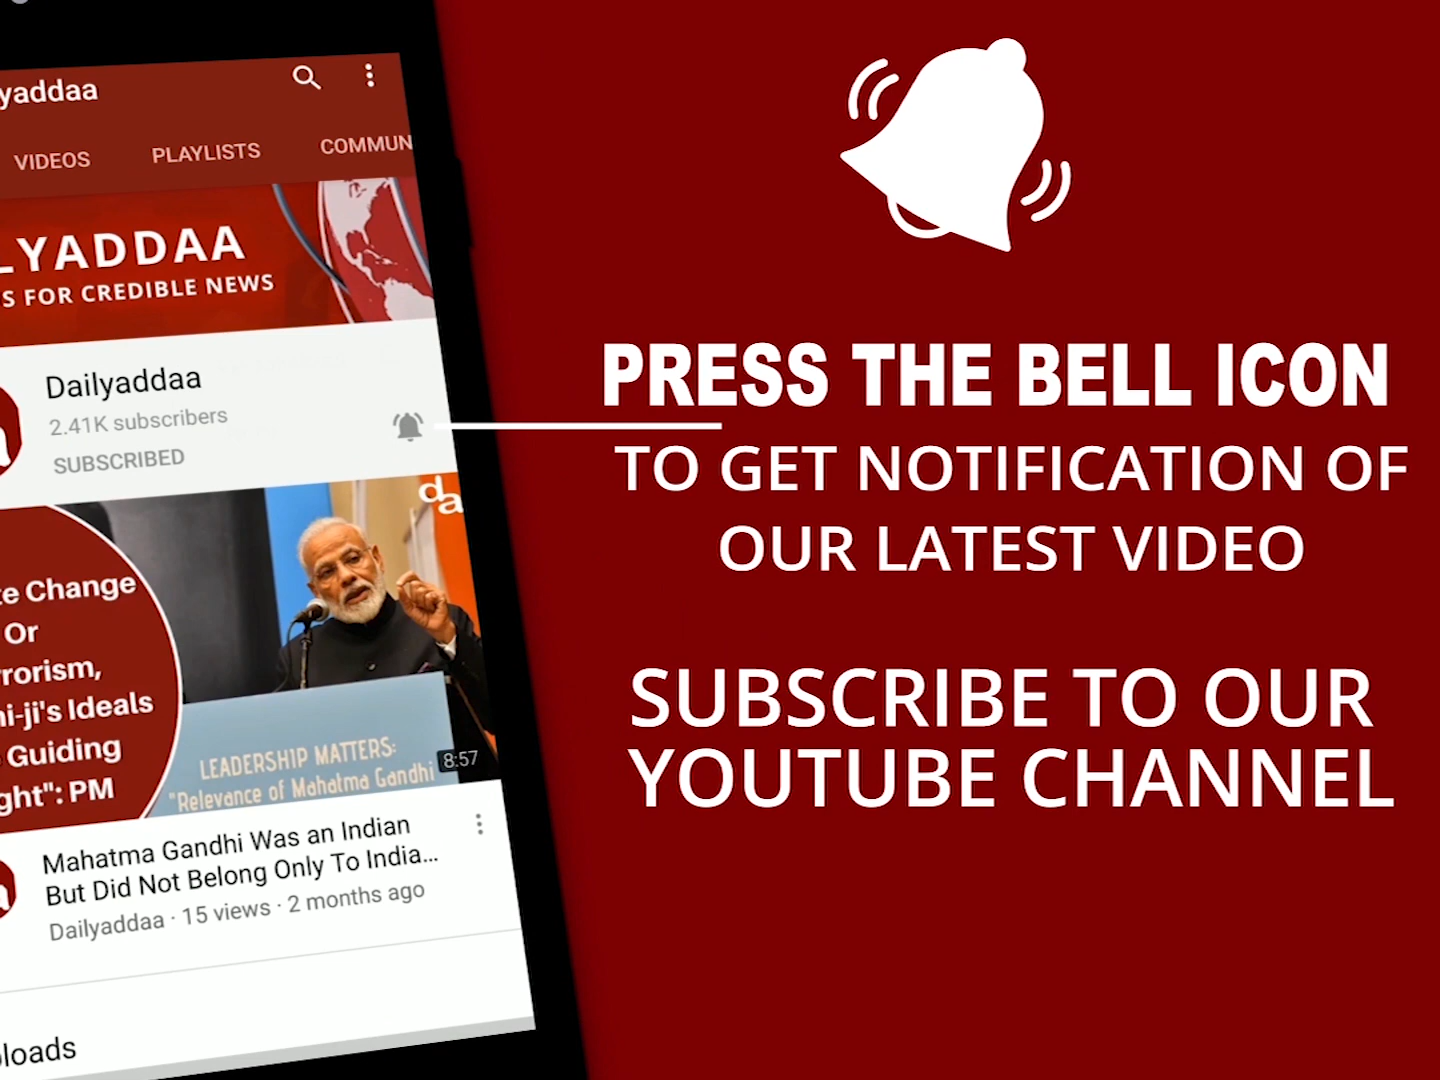 yaddaa
VIDEOS PLAYLISTS COMMUN
LYADDAA
S FOR CREDIBLE NEWS
Dailyaddaa
2.41K subscribers
SUBSCRIBED
da
te Change
Or
rrorism,
hi-ji's Ideals
Guiding
ght": PM
LEADERSHIP MATTERS:
"Relevance of Mahatma Gandhi
8:57
Mahatma Gandhi Was an Indian
But Did Not Belong Only To India...
Dailyaddaa · 15 views · 2 months ago
loads
PRESS THE BELL ICON
TO GET NOTIFICATION OF
OUR LATEST VIDEO
SUBSCRIBE TO OUR
YOUTUBE CHANNEL